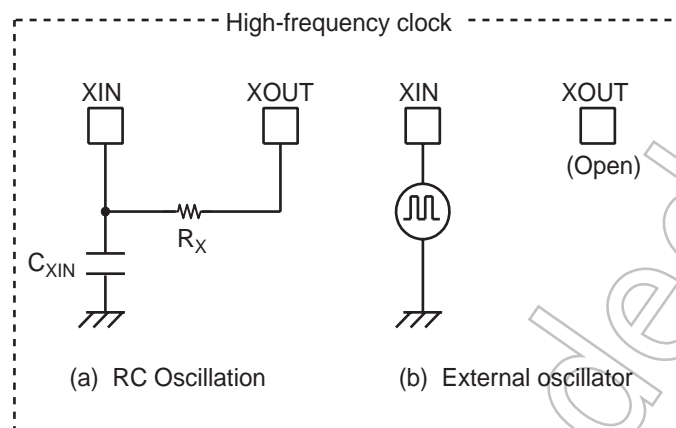 High-frequency clock
XIN
XOUT
XIN
XOUT
(Open)
RX
CXIN
(a) RC Oscillation
(b) External oscillator